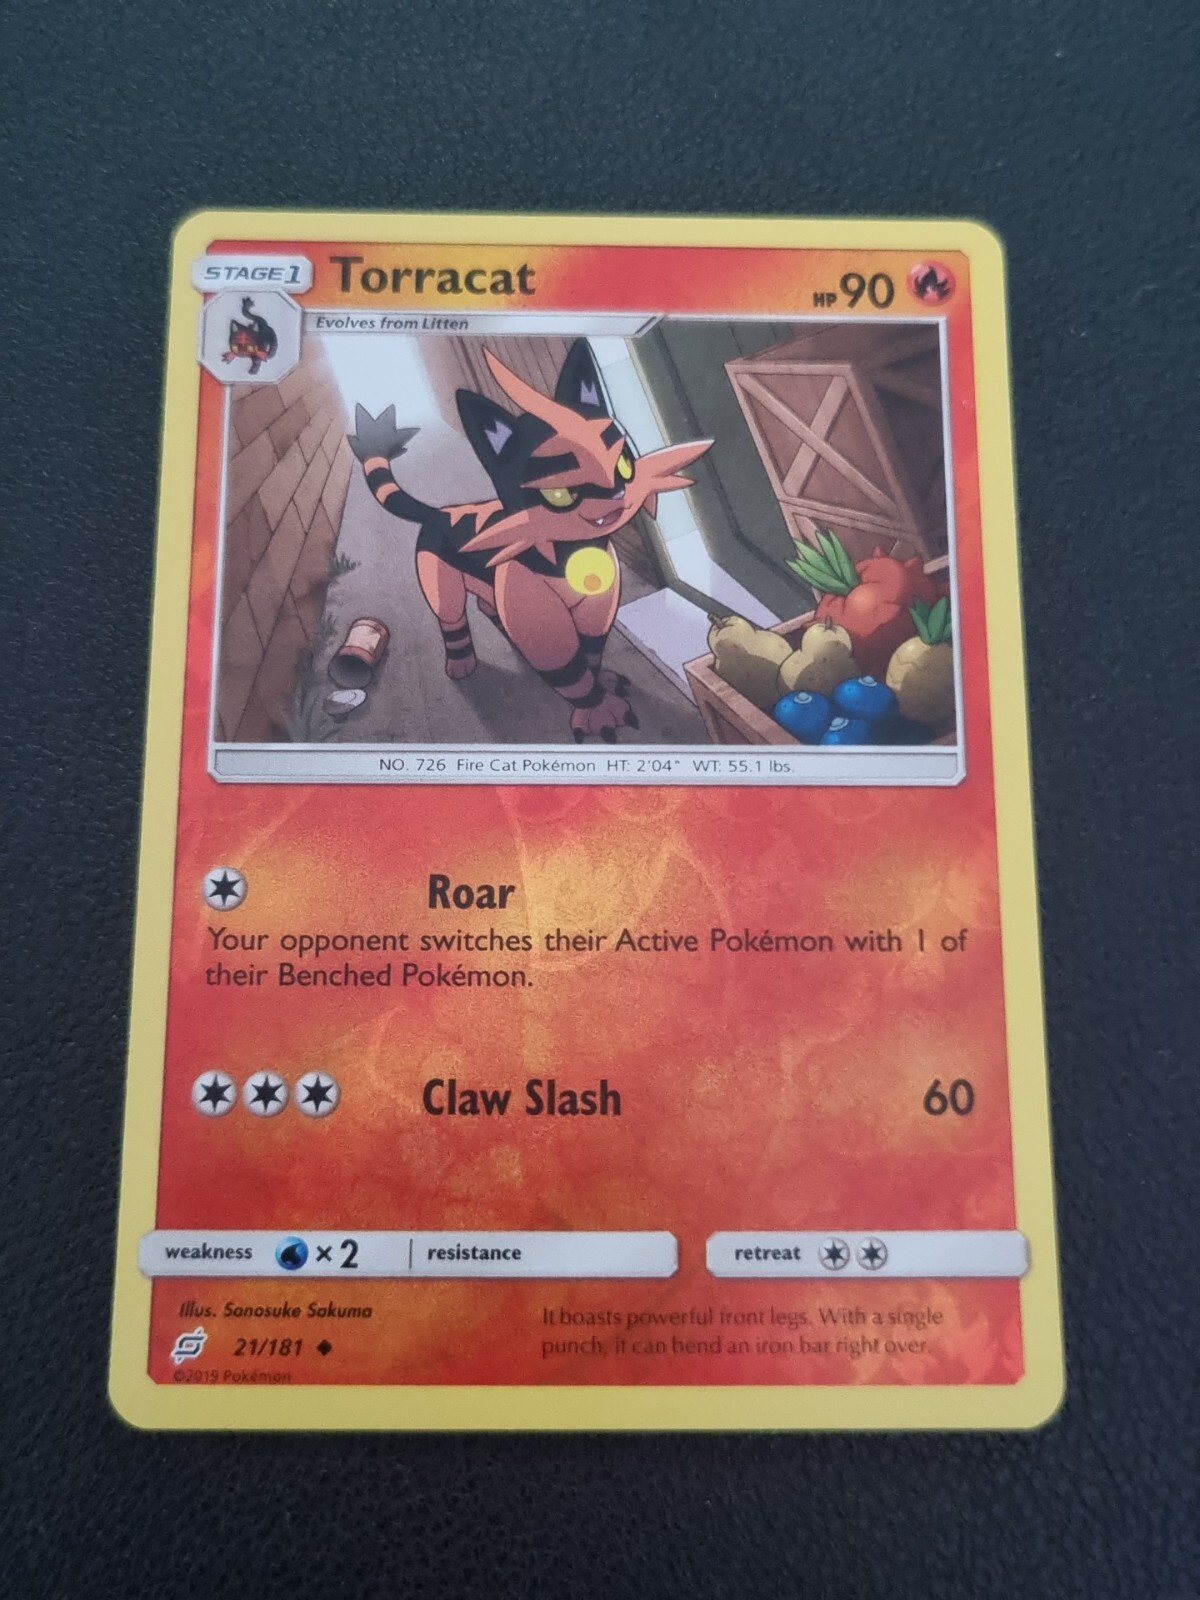 STAGE 1
Torracat
HP 90
Evolves from Litten
NO. 726 Fire Cat Pokémon HT: 2'04" WT: 55.1 lbs.
Roar
Your opponent switches their Active Pokémon with 1 of
their Benched Pokémon.
Claw Slash 60
weakness ×2 resistance retreat
Illus. Sanosuke Sakuma
21/181
©2019 Pokémon
It boasts powerful front legs. With a single
punch, it can bend an iron bar right over.